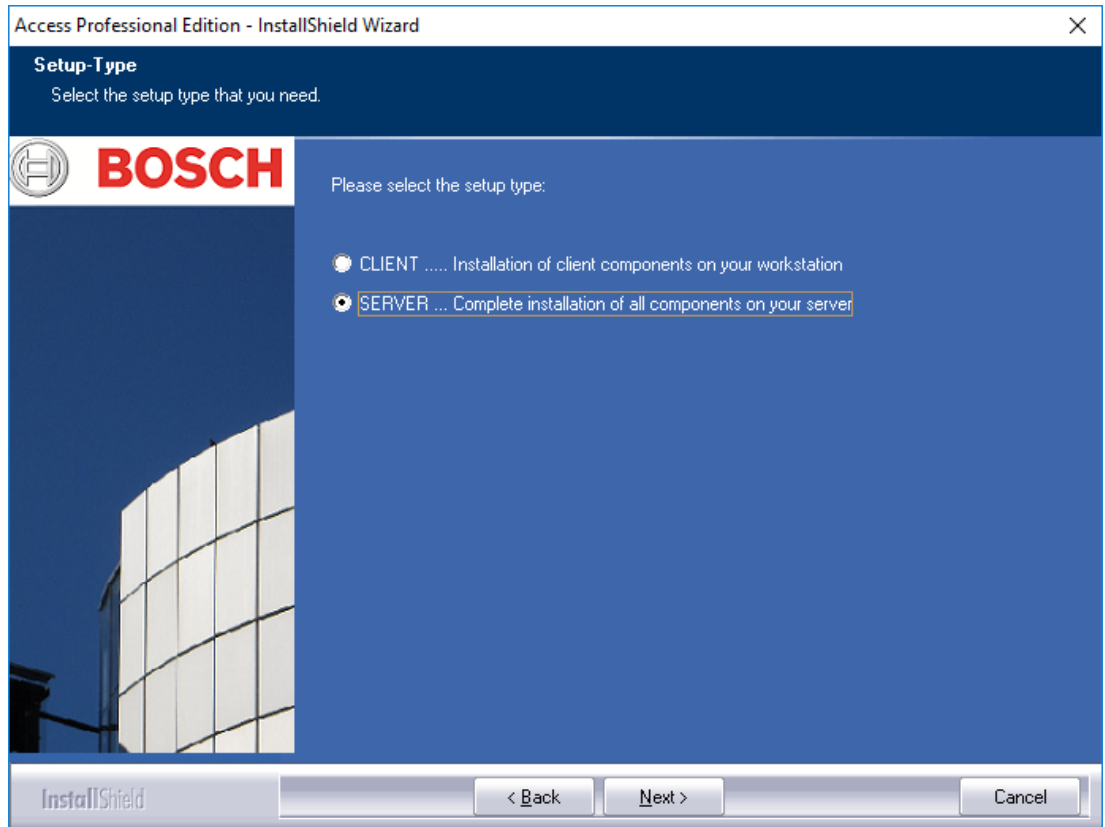 Access Professional Edition - InstallShield Wizard
Setup-Type
Select the setup type that you need.
BOSCH
Please select the setup type:
CLIENT ..... Installation of client components on your workstation
SERVER ... Complete installation of all components on your server
InstallShield
< Back
Next >
Cancel